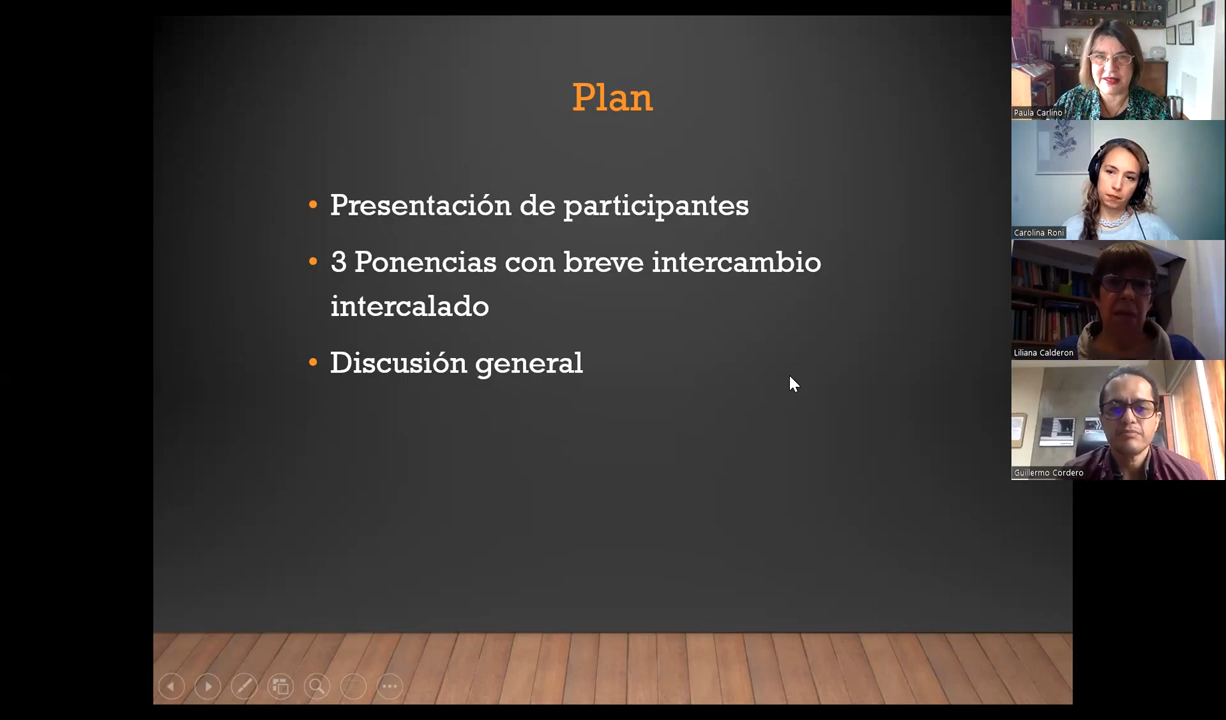 Plan
• Presentación de participantes
• 3 Ponencias con breve intercambio
intercalado
• Discusión general
Paula Carlino
Carolina Roni
Liliana Calderon
Guillermo Cordero